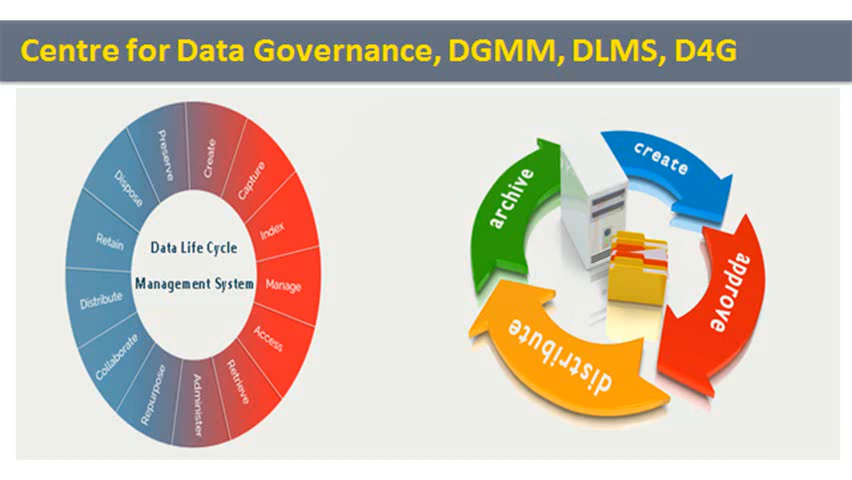 Centre for Data Governance, DGMM, DLMS, D4G
Data Life Cycle
Management System
Create
Capture
Index
Manage
Access
Retrieve
Administer
Repurpose
Collaborate
Distribute
Retain
Dispose
Preserve
create
approve
distribute
archive